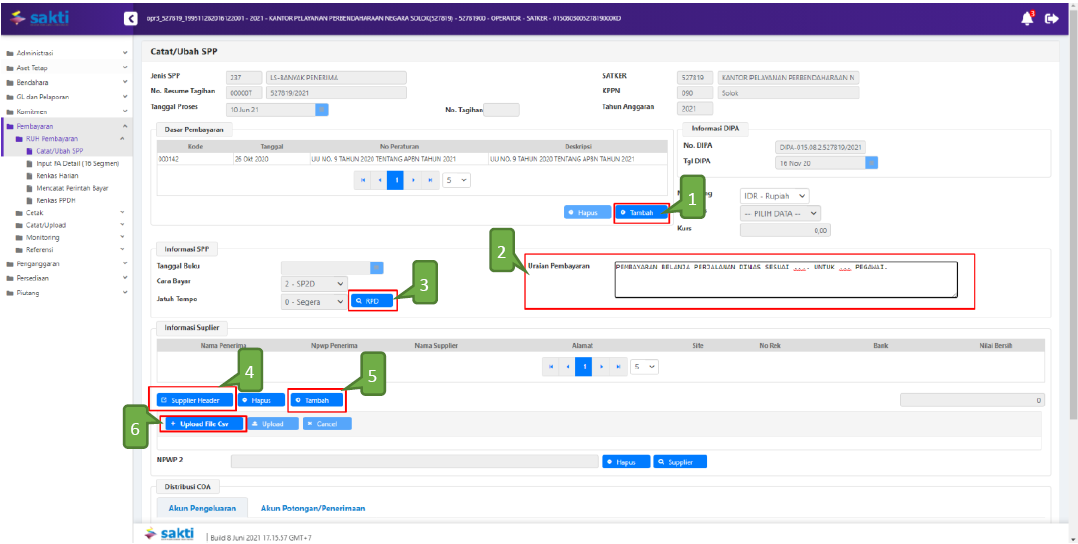 sakti
opr3_527819_199511282016122001 - 2021 - KANTOR PELAYANAN PERBENDAHARAAN NEGARA SOLOK(527819) - 52781900 - OPERATOR - SATKER - 015080300527819000KD
Administrasi
Aset Tetap
Bendahara
GL dan Pelaporan
Komitmen
Pembayaran
RUH Pembayaran
Catat/Ubah SPP
Input FA Detail (16 Segmen)
Renkas Harian
Mencatat Perintah Bayar
Renkas PPDH
Cetak
Catat/Upload
Monitoring
Referensi
Penganggaran
Persediaan
Piutang
Catat/Ubah SPP
Jenis SPP 237 LS-BANYAK PENERIMA SATKER 527819 KANTOR PELAYANAN PERBENDAHARAAN N
No. Resume Tagihan 00000T 527819/2021 KPPN 090 Solok
Tanggal Proses 10 Jun 21 No. Tagihan Tahun Anggaran 2021
Dasar Pembayaran
Kode Tanggal No Peraturan Deskripsi
000142 26 Okt 2020 UU NO. 9 TAHUN 2020 TENTANG APBN TAHUN 2021 UU NO. 9 TAHUN 2020 TENTANG APBN TAHUN 2021
1 5
Hapus Tambah
1
Informasi DIPA
No. DIPA DIPA-015.08.2.527819/2021
Tgl DIPA 16 Nov 20
IDR - Rupiah
-- PILIH DATA --
Kurs 0,00
Informasi SPP
Tanggal Buku
Cara Bayar 2 - SP2D
Jatuh Tempo 0 - Segera RPD
3
2
Uraian Pembayaran PEMBAYARAN BELANJA PERJALANAN DINAS SESUAI ...- UNTUK ... PEGAWAI.
Informasi Suplier
Nama Penerima Npwp Penerima Nama Supplier Alamat Site No Rek Bank Nilai Bersih
1 5
4
5
Supplier Header Hapus Tambah 0
6
+ Upload File Csv Upload × Cancel
NPWP 2 Hapus Supplier
Distribusi COA
Akun Pengeluaran Akun Potongan/Penerimaan
sakti | Build 8 Juni 2021 17.15.57 GMT+7